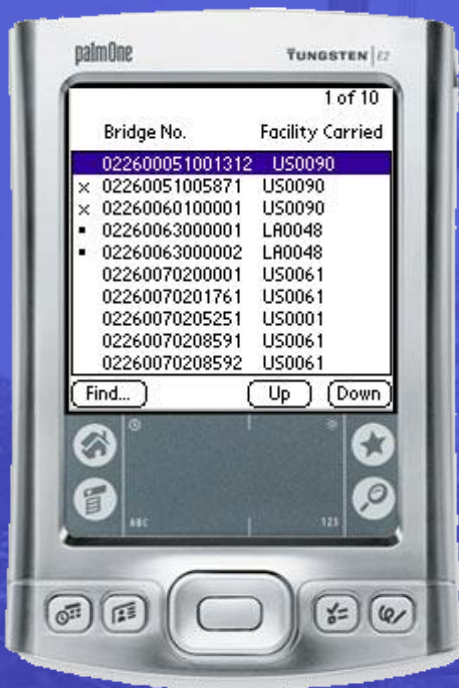 palmOne TUNGSTEN | E2
1 of 10
Bridge No. Facility Carried
022600051001312 US0090
x 02260051005871 US0090
x 02260060100001 US0090
▪ 02260063000001 LA0048
▪ 02260063000002 LA0048
02260070200001 US0061
02260070201761 US0061
02260070205251 US0001
02260070208591 US0061
02260070208592 US0061
Find... Up Down
ABC 123